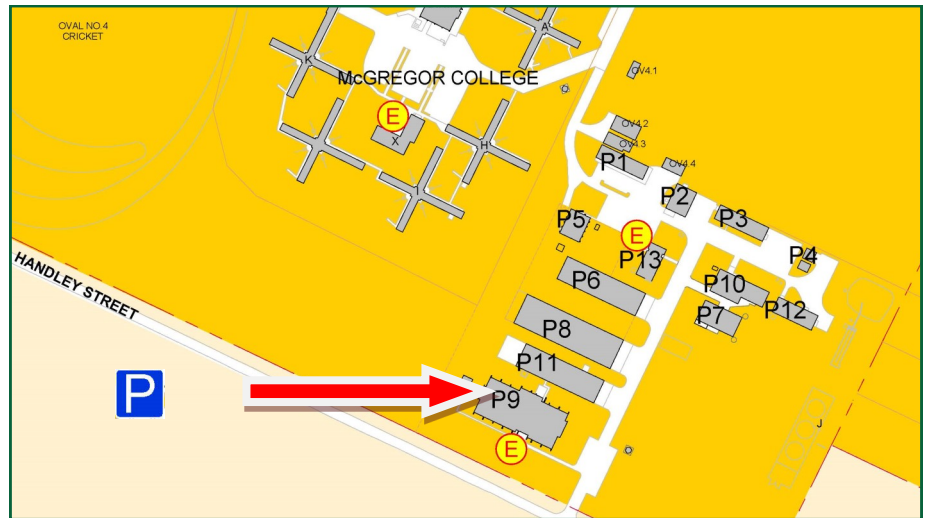 OVAL NO.4
CRICKET
A'
K
McGREGOR COLLEGE
OV4.1
E
X
H'
I
OV4.2
OV4.3
P1
OV4.4
P2
P3
P5
E
P13
P4
P6
P10
P7
P12
HANDLEY STREET
P8
P11
P
P9
J
E